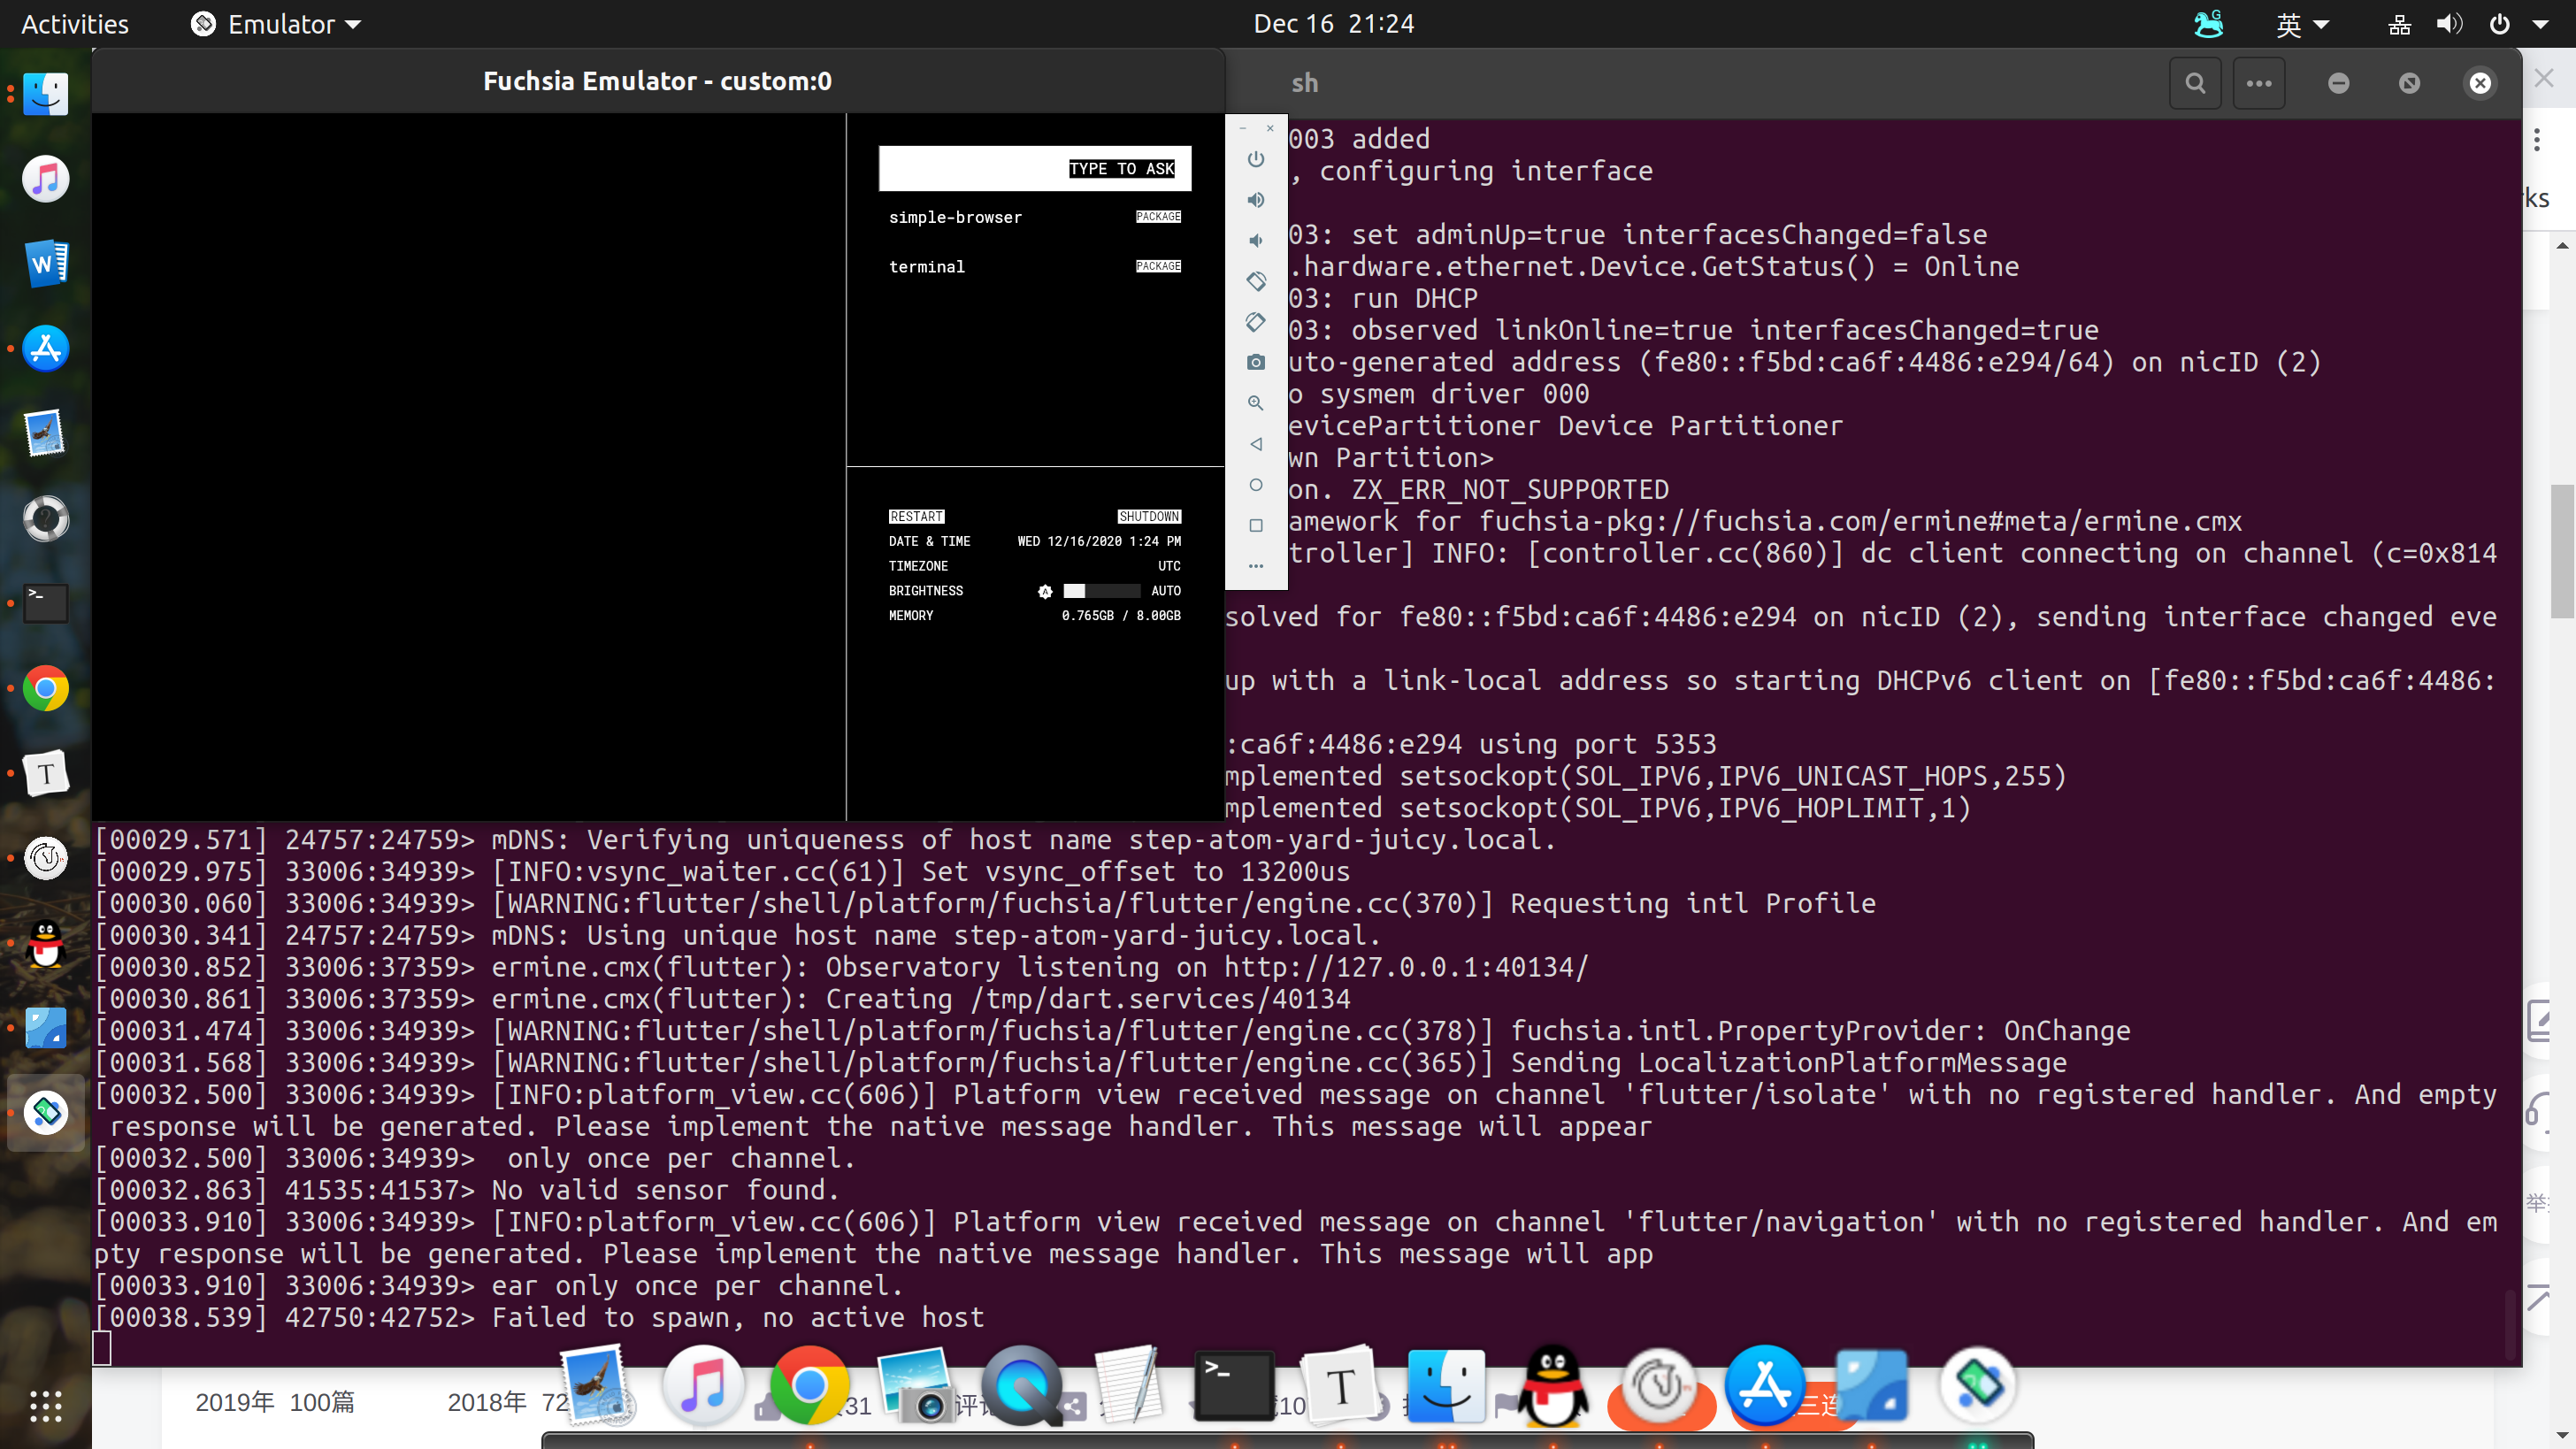 Activities
Emulator
Dec 16 21:24
英
Fuchsia Emulator - custom:0
sh
TYPE TO ASK
simple-browser PACKAGE
terminal PACKAGE
RESTART SHUTDOWN
DATE & TIME WED 12/16/2020 1:24 PM
TIMEZONE UTC
BRIGHTNESS AUTO
MEMORY 0.765GB / 8.00GB
003 added
, configuring interface
03: set adminUp=true interfacesChanged=false
.hardware.ethernet.Device.GetStatus() = Online
03: run DHCP
03: observed linkOnline=true interfacesChanged=true
uto-generated address (fe80::f5bd:ca6f:4486:e294/64) on nicID (2)
o sysmem driver 000
evicePartitioner Device Partitioner
wn Partition>
on. ZX_ERR_NOT_SUPPORTED
amework for fuchsia-pkg://fuchsia.com/ermine#meta/ermine.cmx
troller] INFO: [controller.cc(860)] dc client connecting on channel (c=0x814
solved for fe80::f5bd:ca6f:4486:e294 on nicID (2), sending interface changed eve
up with a link-local address so starting DHCPv6 client on [fe80::f5bd:ca6f:4486:
:ca6f:4486:e294 using port 5353
mplemented setsockopt(SOL_IPV6,IPV6_UNICAST_HOPS,255)
mplemented setsockopt(SOL_IPV6,IPV6_HOPLIMIT,1)
[00029.571] 24757:24759> mDNS: Verifying uniqueness of host name step-atom-yard-juicy.local.
[00029.975] 33006:34939> [INFO:vsync_waiter.cc(61)] Set vsync_offset to 13200us
[00030.060] 33006:34939> [WARNING:flutter/shell/platform/fuchsia/flutter/engine.cc(370)] Requesting intl Profile
[00030.341] 24757:24759> mDNS: Using unique host name step-atom-yard-juicy.local.
[00030.852] 33006:37359> ermine.cmx(flutter): Observatory listening on http://127.0.0.1:40134/
[00030.861] 33006:37359> ermine.cmx(flutter): Creating /tmp/dart.services/40134
[00031.474] 33006:34939> [WARNING:flutter/shell/platform/fuchsia/flutter/engine.cc(378)] fuchsia.intl.PropertyProvider: OnChange
[00031.568] 33006:34939> [WARNING:flutter/shell/platform/fuchsia/flutter/engine.cc(365)] Sending LocalizationPlatformMessage
[00032.500] 33006:34939> [INFO:platform_view.cc(606)] Platform view received message on channel 'flutter/isolate' with no registered handler. And empty
response will be generated. Please implement the native message handler. This message will appear
[00032.500] 33006:34939>  only once per channel.
[00032.863] 41535:41537> No valid sensor found.
[00033.910] 33006:34939> [INFO:platform_view.cc(606)] Platform view received message on channel 'flutter/navigation' with no registered handler. And em
pty response will be generated. Please implement the native message handler. This message will app
[00033.910] 33006:34939> ear only once per channel.
[00038.539] 42750:42752> Failed to spawn, no active host
ks
2019年 100篇
2018年 72
31
评论
10
三连